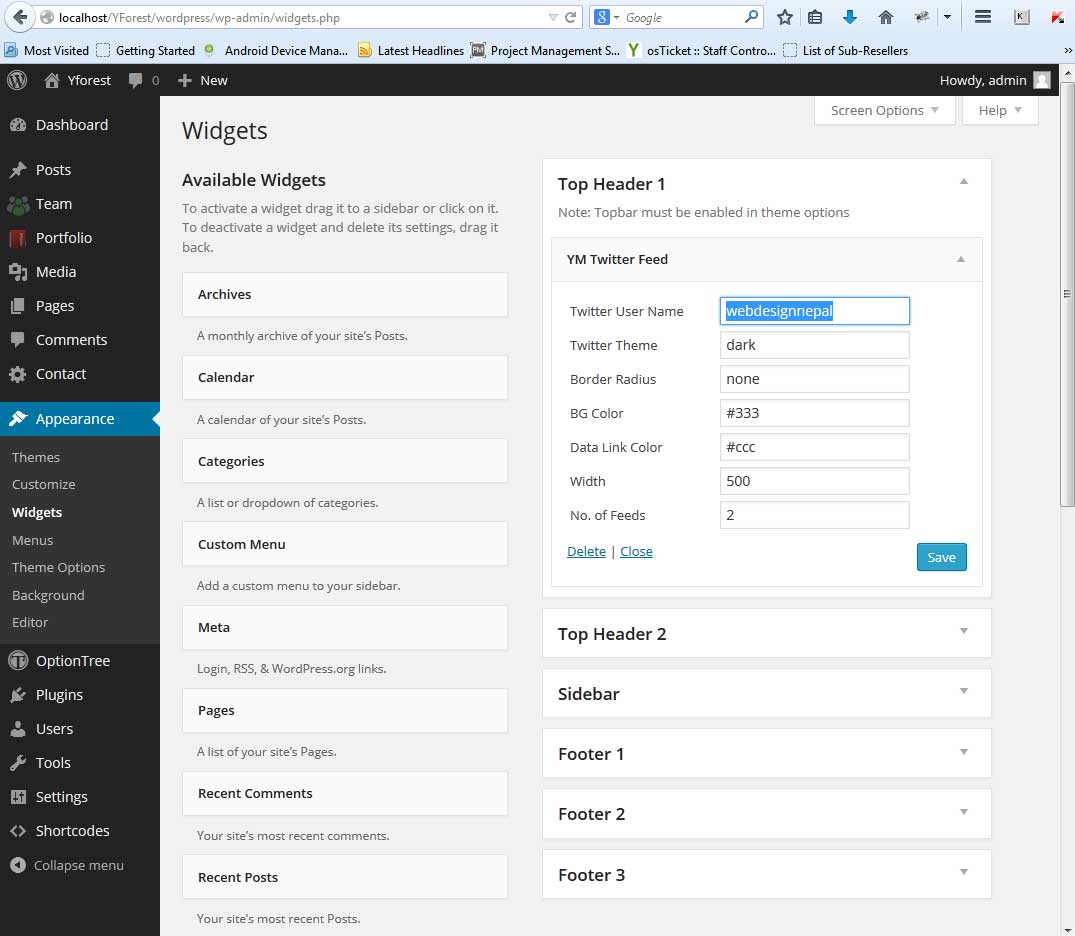 localhost/YForest/wordpress/wp-admin/widgets.php
Google
Most Visited
Getting Started
Android Device Mana...
Latest Headlines
Project Management S...
osTicket :: Staff Contro...
List of Sub-Resellers
Yforest
0
New
Howdy, admin
Dashboard
Posts
Team
Portfolio
Media
Pages
Comments
Contact
Appearance
Themes
Customize
Widgets
Menus
Theme Options
Background
Editor
OptionTree
Plugins
Users
Tools
Settings
Shortcodes
Collapse menu
Screen Options
Help
Widgets
Available Widgets
To activate a widget drag it to a sidebar or click on it.
To deactivate a widget and delete its settings, drag it
back.
Archives
A monthly archive of your site's Posts.
Calendar
A calendar of your site's Posts.
Categories
A list or dropdown of categories.
Custom Menu
Add a custom menu to your sidebar.
Meta
Login, RSS, & WordPress.org links.
Pages
A list of your site's Pages.
Recent Comments
Your site's most recent comments.
Recent Posts
Your site's most recent Posts.
Top Header 1
Note: Topbar must be enabled in theme options
YM Twitter Feed
Twitter User Name webdesignnepal
Twitter Theme dark
Border Radius none
BG Color #333
Data Link Color #ccc
Width 500
No. of Feeds 2
Delete | Close
Save
Top Header 2
Sidebar
Footer 1
Footer 2
Footer 3